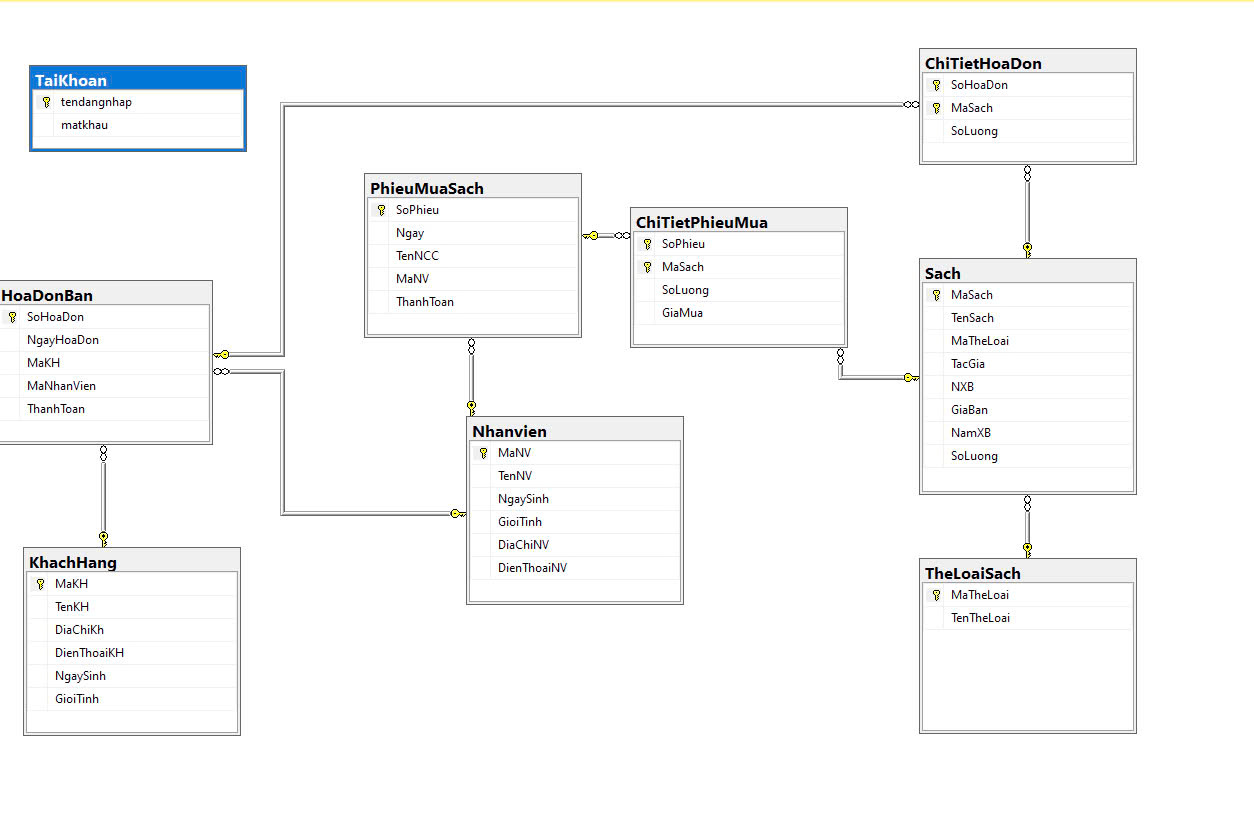 TaiKhoan
tendangnhap
matkhau
ChiTietHoaDon
SoHoaDon
MaSach
SoLuong
PhieuMuaSach
SoPhieu
Ngay
TenNCC
MaNV
ThanhToan
ChiTietPhieuMua
SoPhieu
MaSach
SoLuong
GiaMua
HoaDonBan
SoHoaDon
NgayHoaDon
MaKH
MaNhanVien
ThanhToan
Sach
MaSach
TenSach
MaTheLoai
TacGia
NXB
GiaBan
NamXB
SoLuong
Nhanvien
MaNV
TenNV
NgaySinh
GioiTinh
DiaChiNV
DienThoaiNV
KhachHang
MaKH
TenKH
DiaChiKh
DienThoaiKH
NgaySinh
GioiTinh
TheLoaiSach
MaTheLoai
TenTheLoai